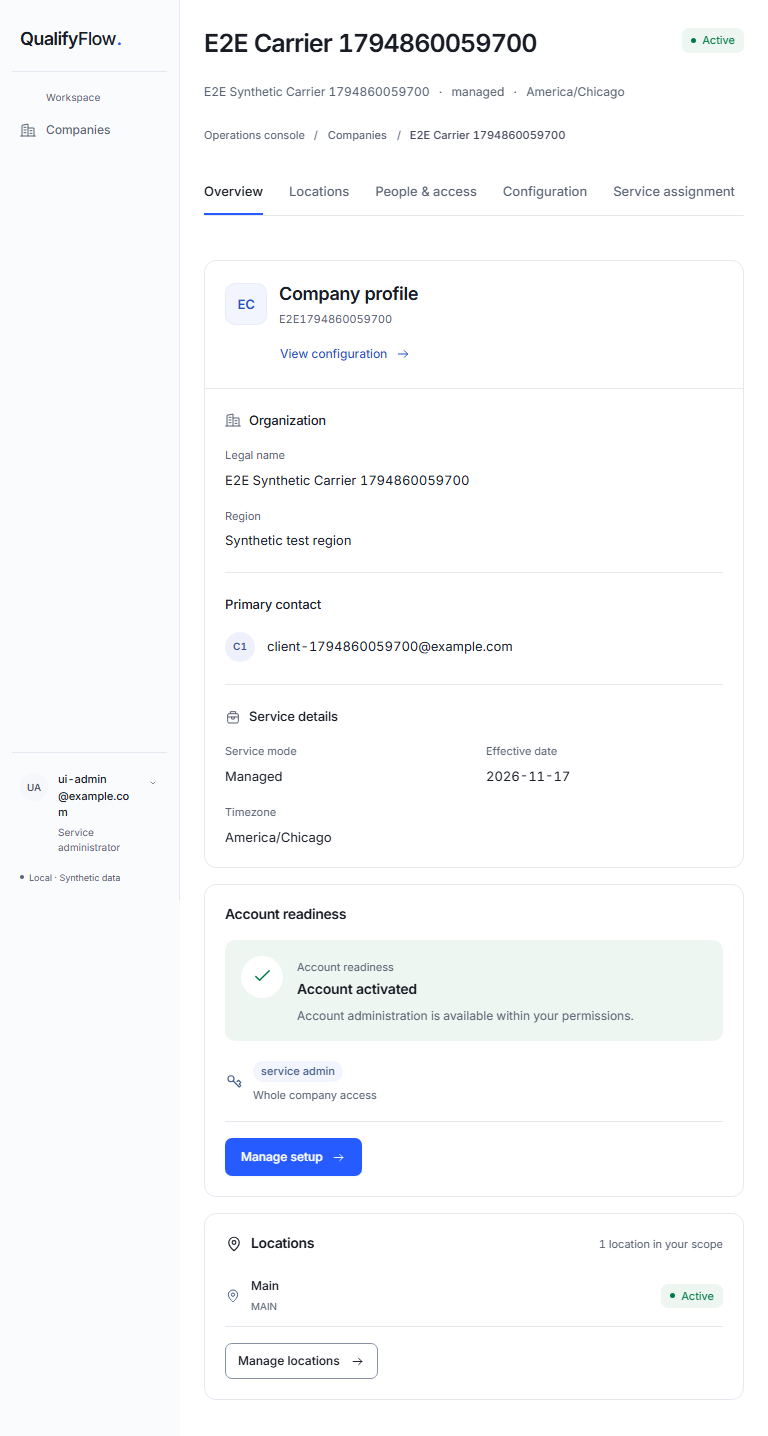 QualifyFlow.
Workspace
Companies
UA
ui-admin
@example.co
m
Service
administrator
Local · Synthetic data
E2E Carrier 1794860059700
Active
E2E Synthetic Carrier 1794860059700 · managed · America/Chicago
Operations console / Companies / E2E Carrier 1794860059700
Overview Locations People & access Configuration Service assignment
EC
Company profile
E2E1794860059700
View configuration →
Organization
Legal name
E2E Synthetic Carrier 1794860059700
Region
Synthetic test region
Primary contact
C1 client-1794860059700@example.com
Service details
Service mode Effective date
Managed 2026-11-17
Timezone
America/Chicago
Account readiness
Account readiness
Account activated
Account administration is available within your permissions.
service admin
Whole company access
Manage setup →
Locations 1 location in your scope
Main
MAIN
Active
Manage locations →